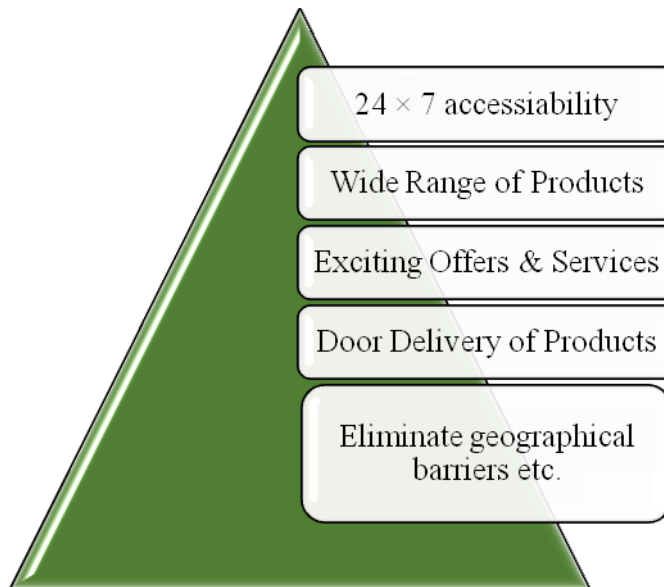 24 × 7 accessiability
Wide Range of Products
Exciting Offers & Services
Door Delivery of Products
Eliminate geographical
barriers etc.